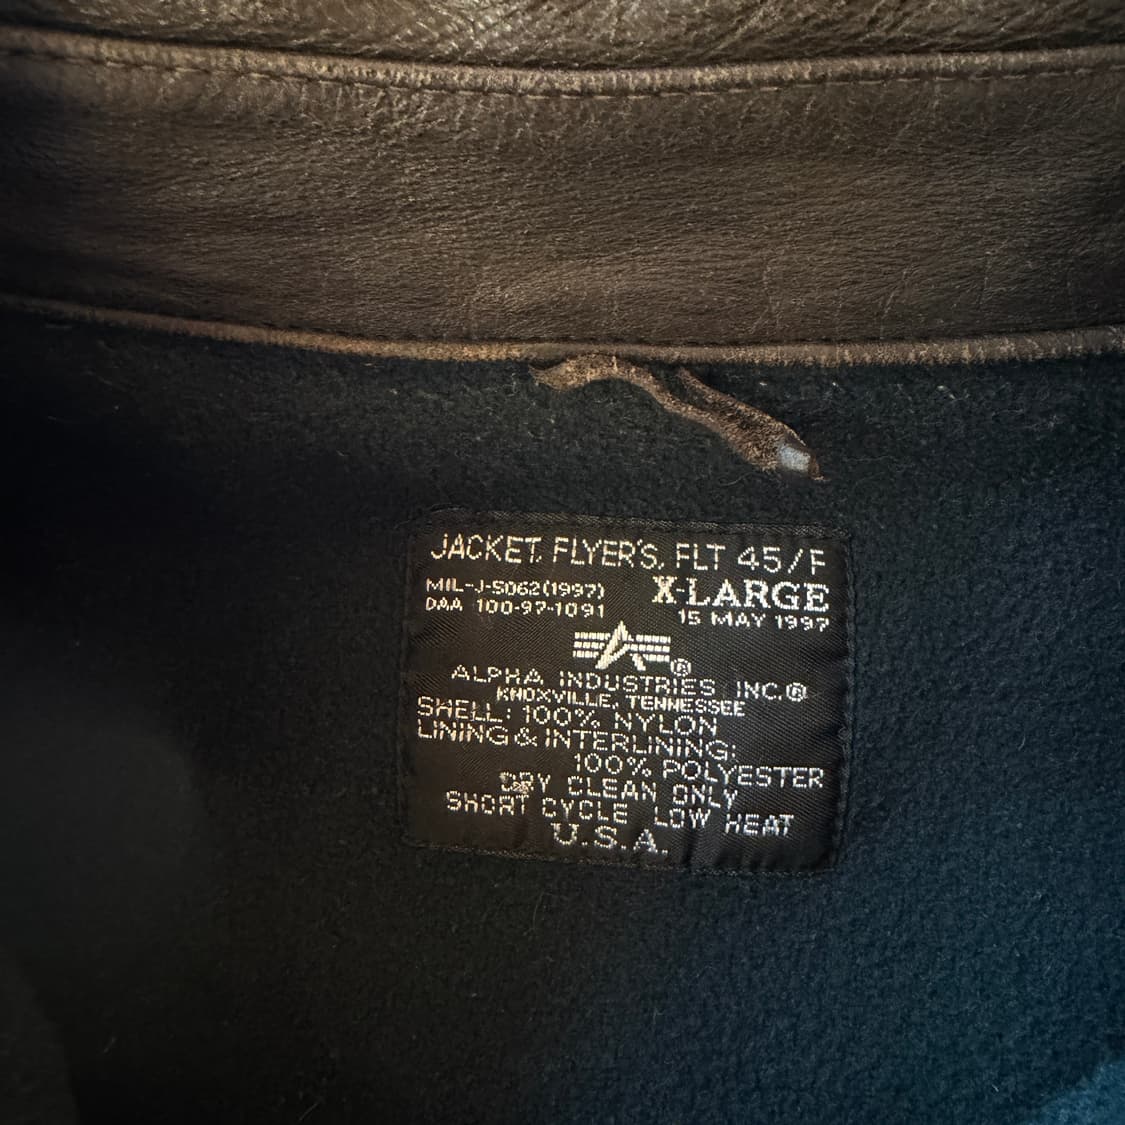 JACKET, FLYER'S, FLT 45/F
MIL-J-5062(1997) X-LARGE
DAA 100-97-1091 15 MAY 1997
ALPHA INDUSTRIES INC.®
KNOXVILLE, TENNESSEE
SHELL: 100% NYLON
LINING & INTERLINING:
100% POLYESTER
DRY CLEAN ONLY
SHORT CYCLE LOW HEAT
U.S.A.